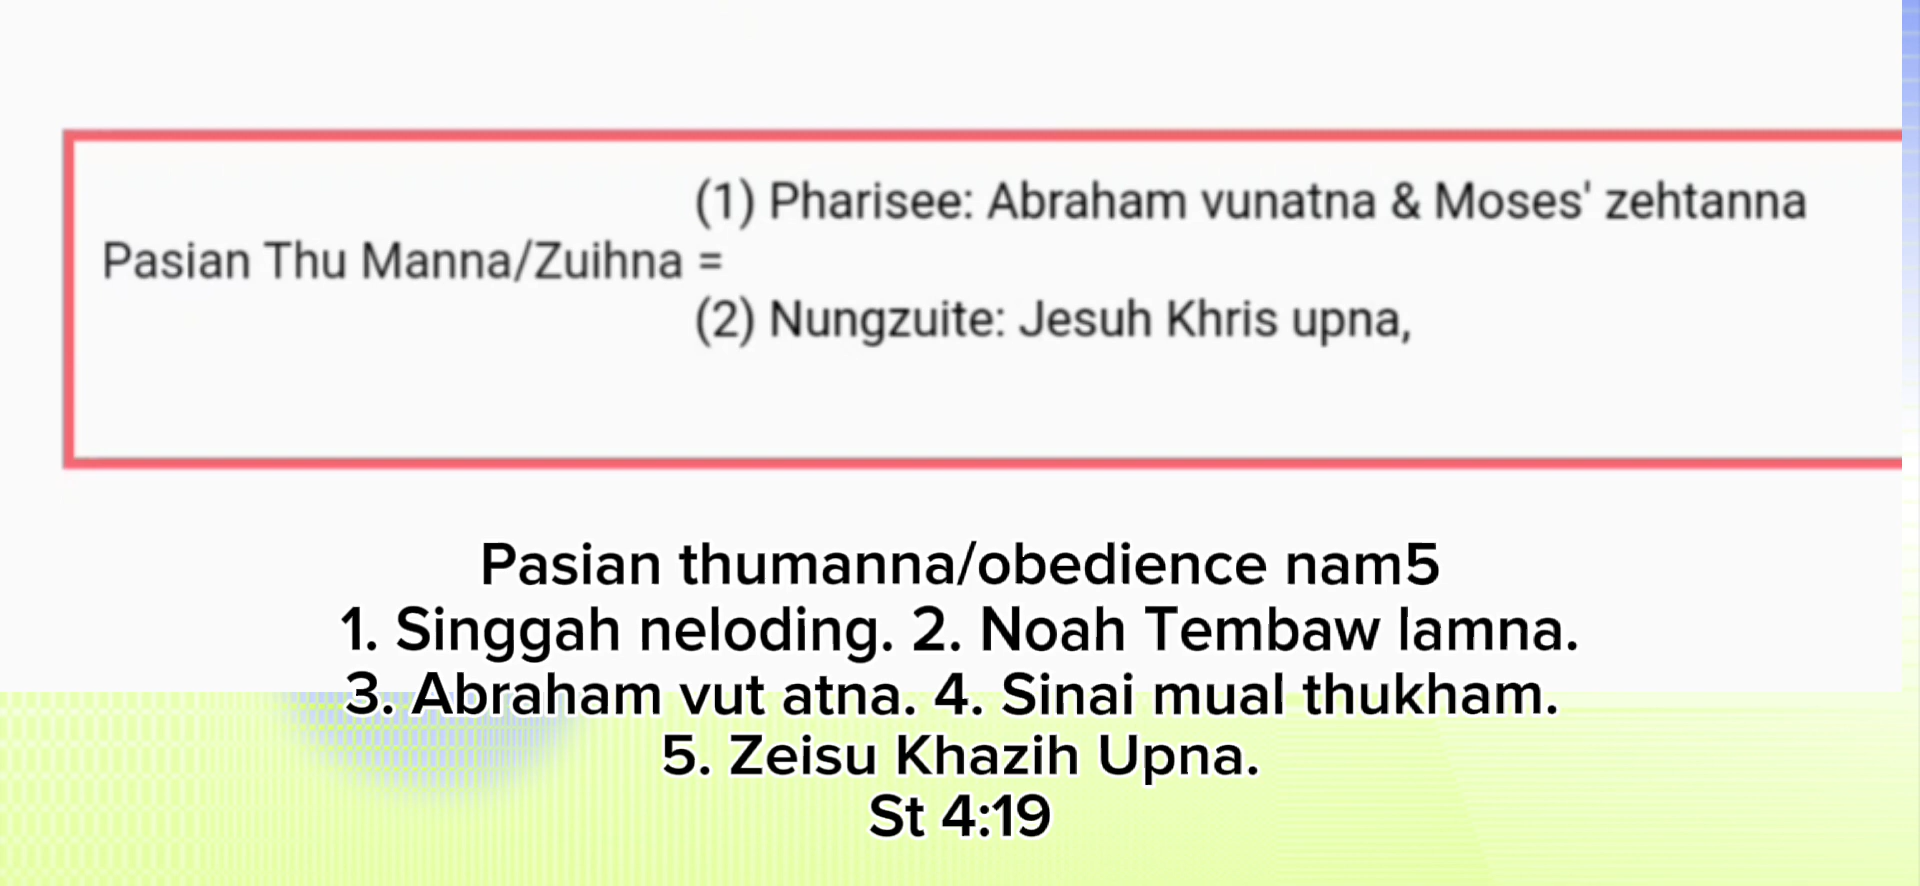 (1) Pharisee: Abraham vunatna & Moses' zehtanna
Pasian Thu Manna/Zuihna =
(2) Nungzuite: Jesuh Khris upna,
Pasian thumanna/obedience nam5
1. Singgah neloding. 2. Noah Tembaw lamna.
3. Abraham vut atna. 4. Sinai mual thukham.
5. Zeisu Khazih Upna.
St 4:19